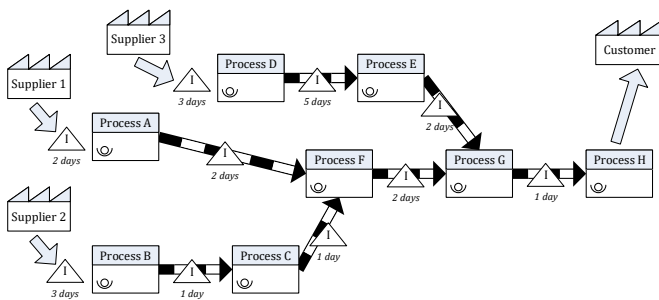 Supplier 3
Customer
Supplier 1
Process D
Process E
I
3 days
I
5 days
I
2 days
Process A
I
2 days
I
2 days
Process F
I
2 days
Process G
I
1 day
Process H
Supplier 2
I
3 days
Process B
I
1 day
Process C
I
1 day